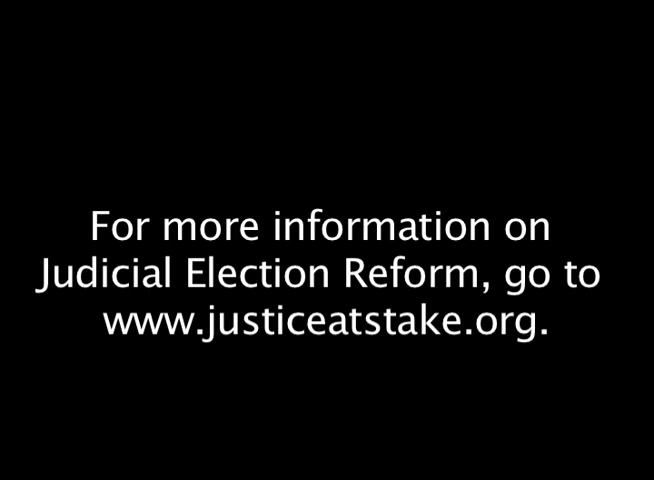 For more information on
Judicial Election Reform, go to
www.justiceatstake.org.